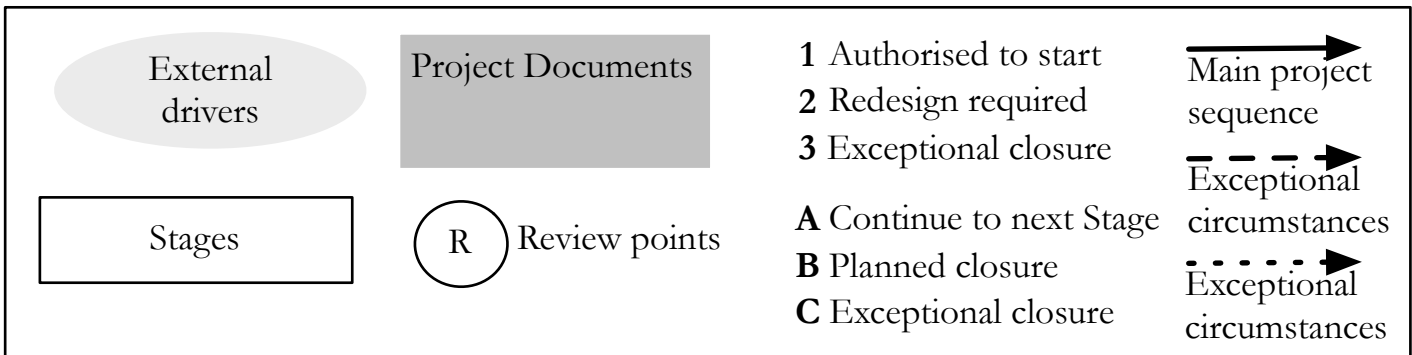 External
drivers
Project Documents
Stages
R
Review points
1 Authorised to start
2 Redesign required
3 Exceptional closure
A Continue to next Stage
B Planned closure
C Exceptional closure
Main project
sequence
Exceptional
circumstances
Exceptional
circumstances